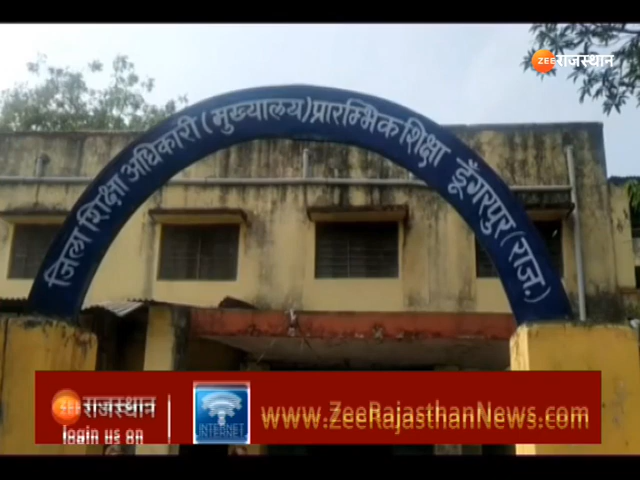 ZEE राजस्थान
जिला शिक्षा अधिकारी (मुख्यालय) प्रारम्भिक शिक्षा डूँगरपुर (राज.)
ZEE राजस्थान
login us on
INTERNET
www.ZeeRajasthanNews.com